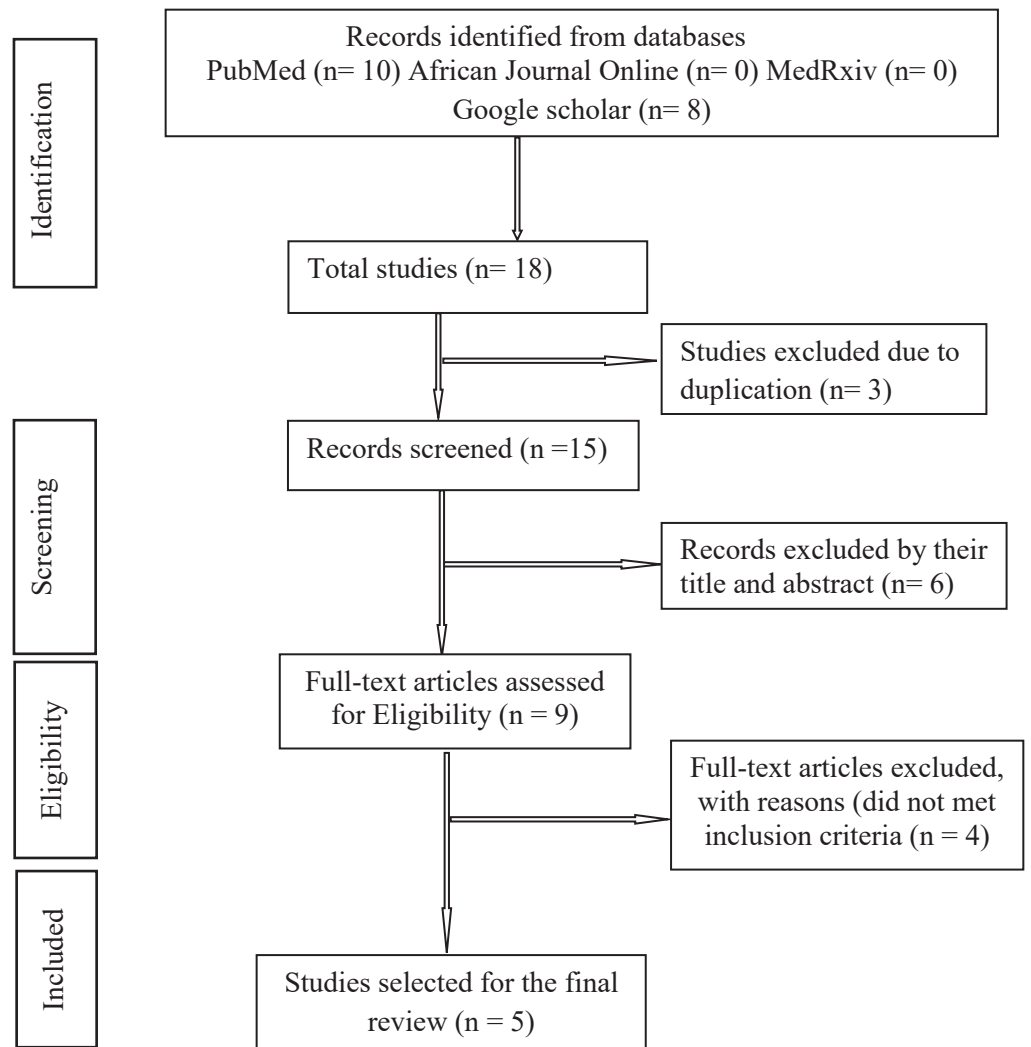 Identification
Records identified from databases
PubMed (n= 10) African Journal Online (n= 0) MedRxiv (n= 0)
Google scholar (n= 8)
Total studies (n= 18)
Studies excluded due to
duplication (n= 3)
Screening
Records screened (n =15)
Records excluded by their
title and abstract (n= 6)
Eligibility
Full-text articles assessed
for Eligibility (n = 9)
Full-text articles excluded,
with reasons (did not met
inclusion criteria (n = 4)
Included
Studies selected for the final
review (n = 5)